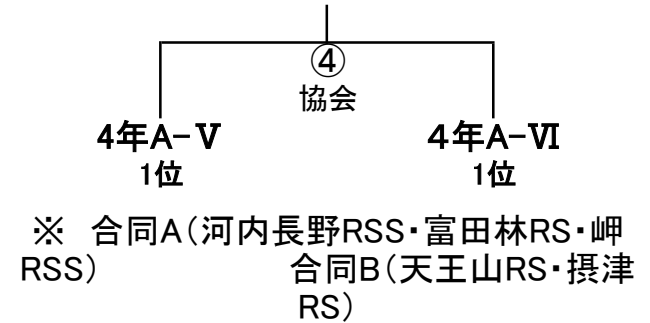 ④
協会
4年A-Ⅴ 4年A-Ⅵ
1位 1位
※ 合同A(河内長野RSS・富田林RS・岬
RSS) 合同B(天王山RS・摂津
RS)